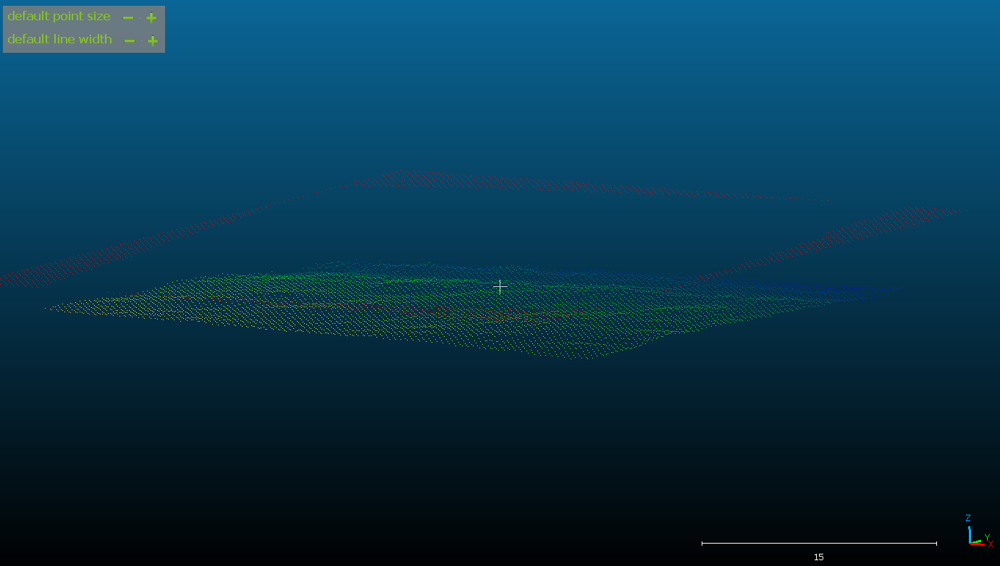 default point size
default line width
Z
Y
X
15